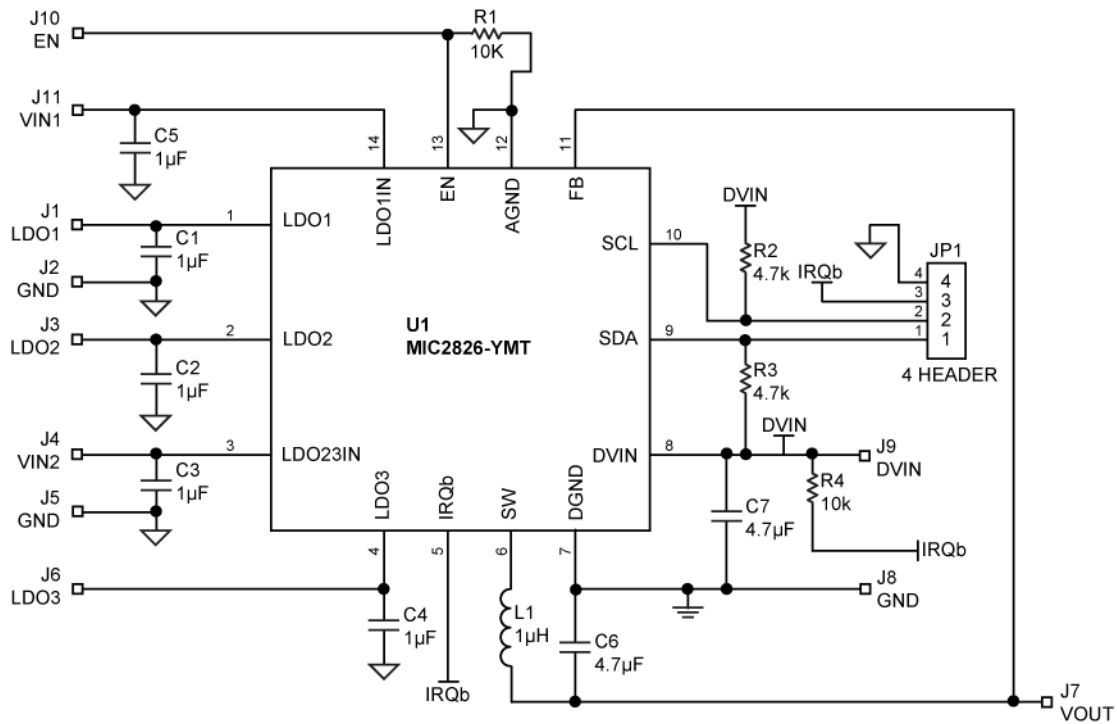 J10
EN
R1
10K
J11
VIN1
C5
1µF
14
13
12
11
LDO1IN
EN
AGND
FB
J1
LDO1
1
LDO1
C1
1µF
J2
GND
J3
LDO2
2
LDO2
C2
1µF
J4
VIN2
3
LDO23IN
C3
1µF
J5
GND
U1
MIC2826-YMT
SCL
10
DVIN
R2
4.7k
IRQb
JP1
4
4
3
3
2
2
1
1
4 HEADER
SDA
9
R3
4.7k
DVIN
8
DVIN
J9
DVIN
R4
10k
C7
4.7µF
IRQb
LDO3
IRQb
SW
DGND
4
5
6
7
J6
LDO3
C4
1µF
IRQb
L1
1µH
C6
4.7µF
J8
GND
J7
VOUT